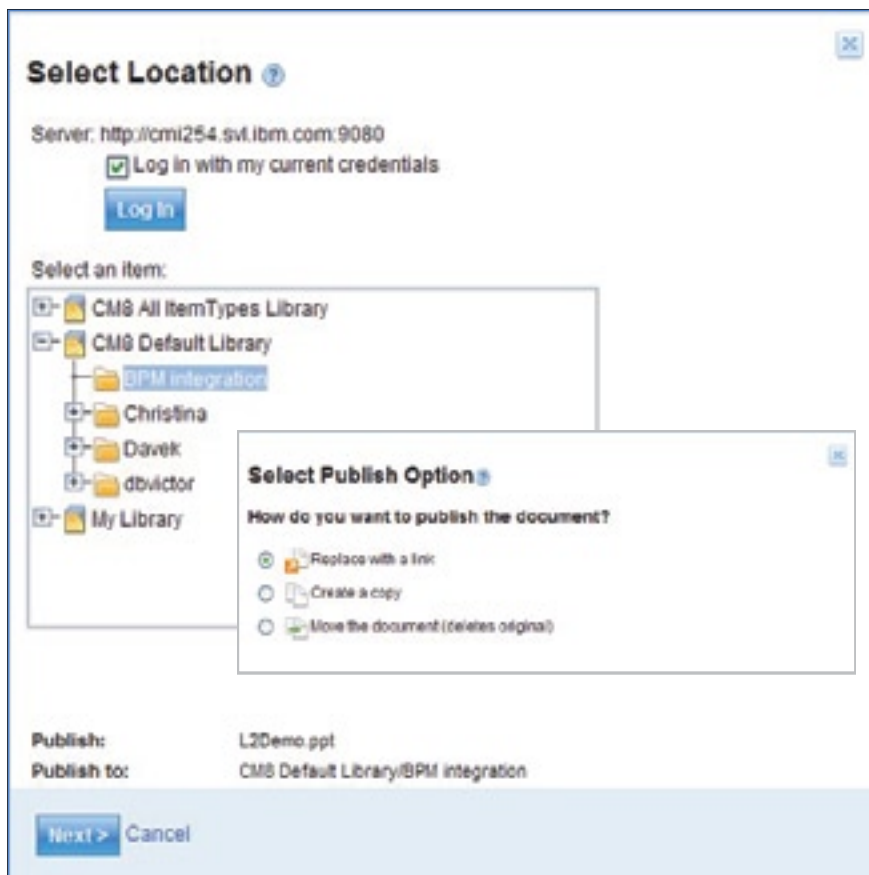 Select Location
Server: http://cmi254.svl.ibm.com:9080
Log in with my current credentials
Log In
Select an item:
CM8 All ItemTypes Library
CM8 Default Library
BPM integration
Christina
Davek
dbvictor
My Library
Select Publish Option
How do you want to publish the document?
Replace with a link
Create a copy
Move the document (deletes original)
Publish: L2Demo.ppt
Publish to: CM8 Default Library/BPM integration
Next > Cancel